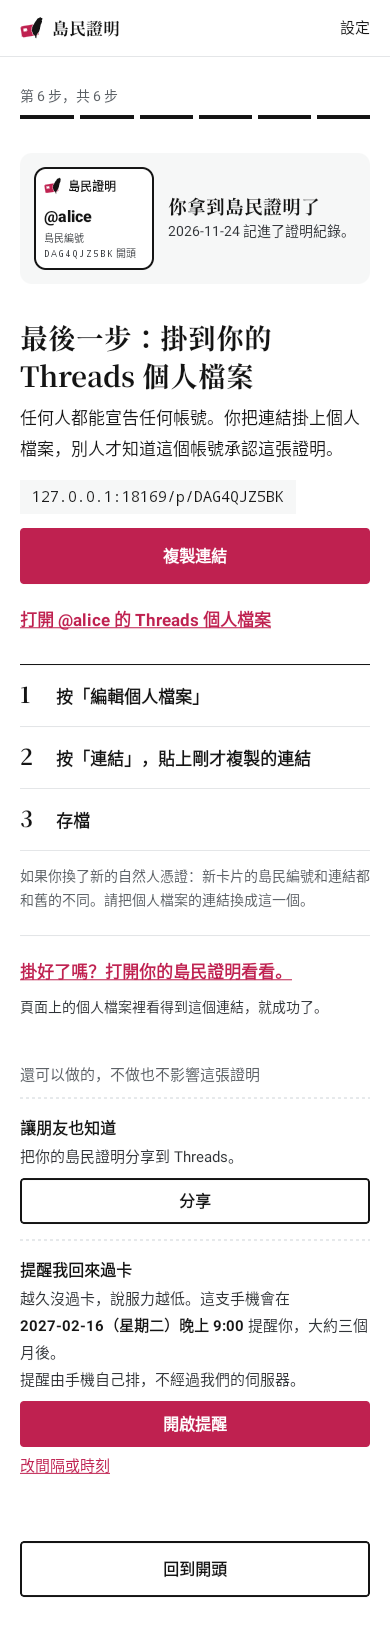 島民證明
設定
第 6 步，共 6 步
島民證明
@alice
島民編號
DAG4QJZ5BK 開頭
你拿到島民證明了
2026-11-24 記進了證明紀錄。
最後一步：掛到你的
Threads 個人檔案
任何人都能宣告任何帳號。你把連結掛上個人
檔案，別人才知道這個帳號承認這張證明。
127.0.0.1:18169/p/DAG4QJZ5BK
複製連結
打開 @alice 的 Threads 個人檔案
1 按「編輯個人檔案」
2 按「連結」，貼上剛才複製的連結
3 存檔
如果你換了新的自然人憑證：新卡片的島民編號和連結都
和舊的不同。請把個人檔案的連結換成這一個。
掛好了嗎？打開你的島民證明看看。
頁面上的個人檔案裡看得到這個連結，就成功了。
還可以做的，不做也不影響這張證明
讓朋友也知道
把你的島民證明分享到 Threads。
分享
提醒我回來過卡
越久沒過卡，說服力越低。這支手機會在
2027-02-16（星期二）晚上 9:00 提醒你，大約三個
月後。
提醒由手機自己排，不經過我們的伺服器。
開啟提醒
改間隔或時刻
回到開頭